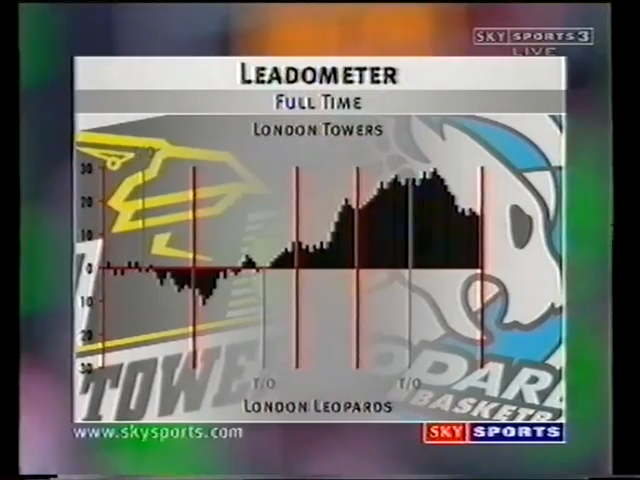 SKY SPORTS 3
LIVE
LEADOMETER
FULL TIME
LONDON TOWERS
30
20
10
0
10
20
30
TOWE
T/O
T/O
OPARD
BASKETB
LONDON LEOPARDS
www.skysports.com
SKY SPORTS